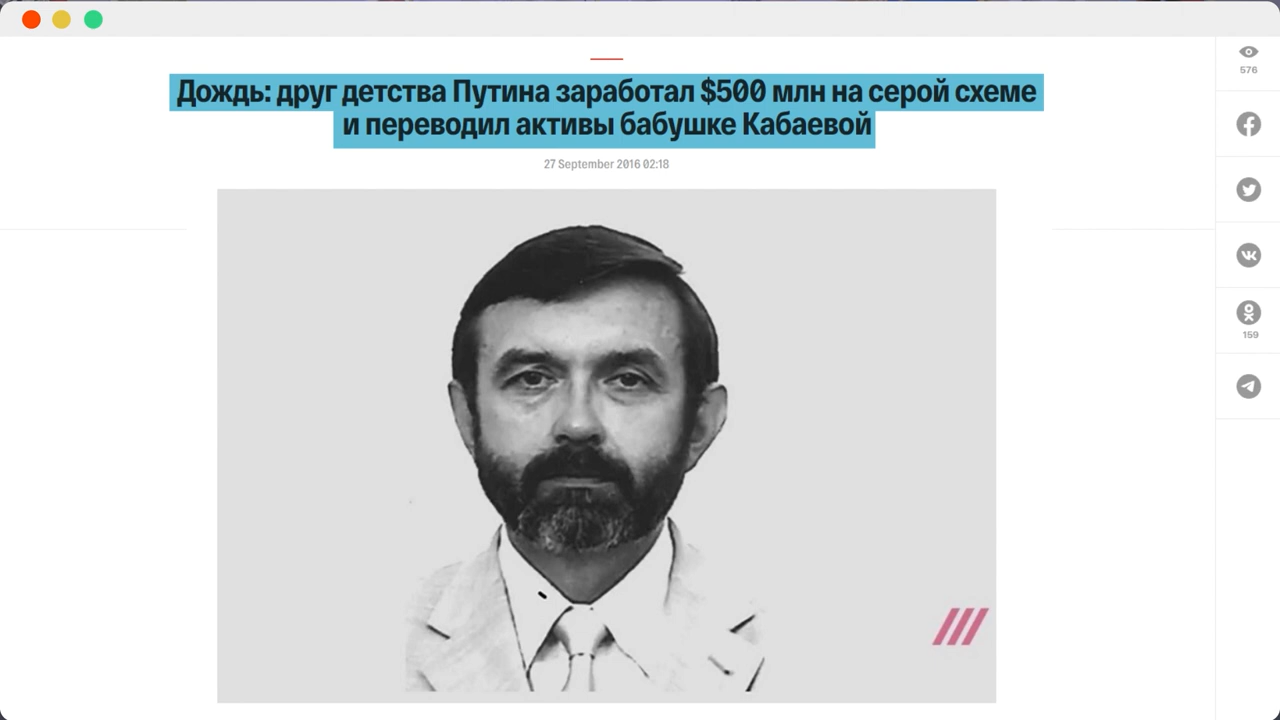 Дождь: друг детства Путина заработал $500 млн на серой схеме
и переводил активы бабушке Кабаевой
27 September 2016 02:18
576
159